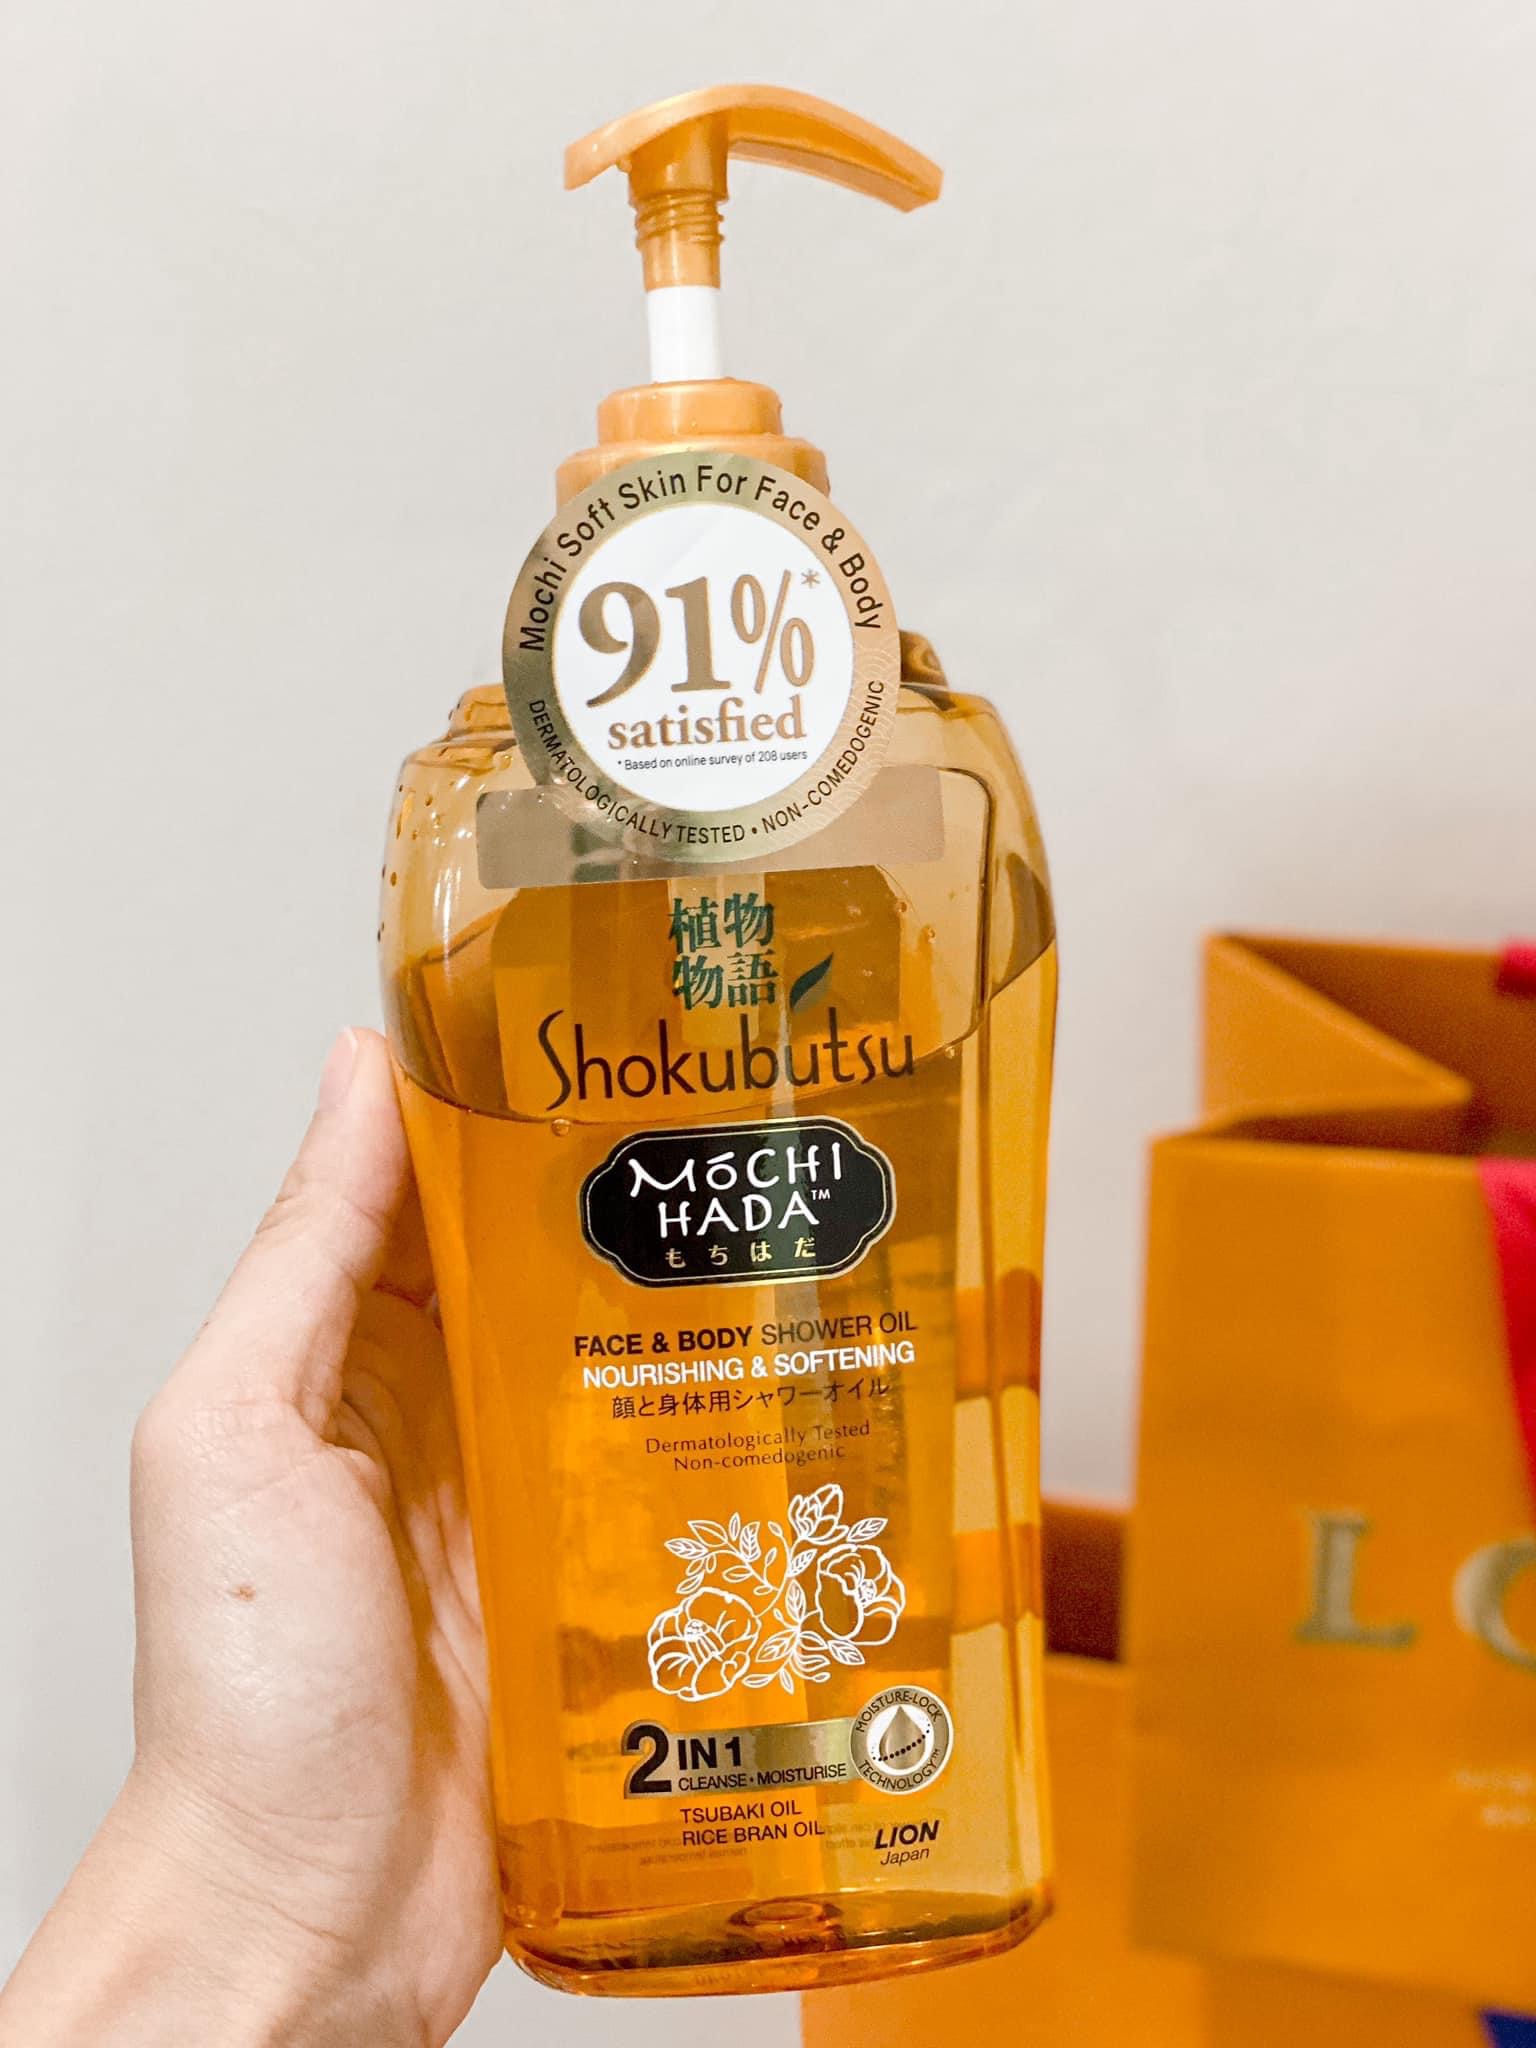 Mochi Soft Skin For Face & Body
91%*
satisfied
* Based on online survey of 208 users
DERMATOLOGICALLY TESTED • NON-COMEDOGENIC
植物
物語
Shokubutsu
MōCHI
HADA™
もちはだ
FACE & BODY SHOWER OIL
NOURISHING & SOFTENING
顔と身体用シャワーオイル
Dermatologically Tested
Non-comedogenic
2 IN 1
CLEANSE • MOISTURISE
MOISTURE-LOCK
TECHNOLOGY™
TSUBAKI OIL
RICE BRAN OIL
LION
Japan
LO